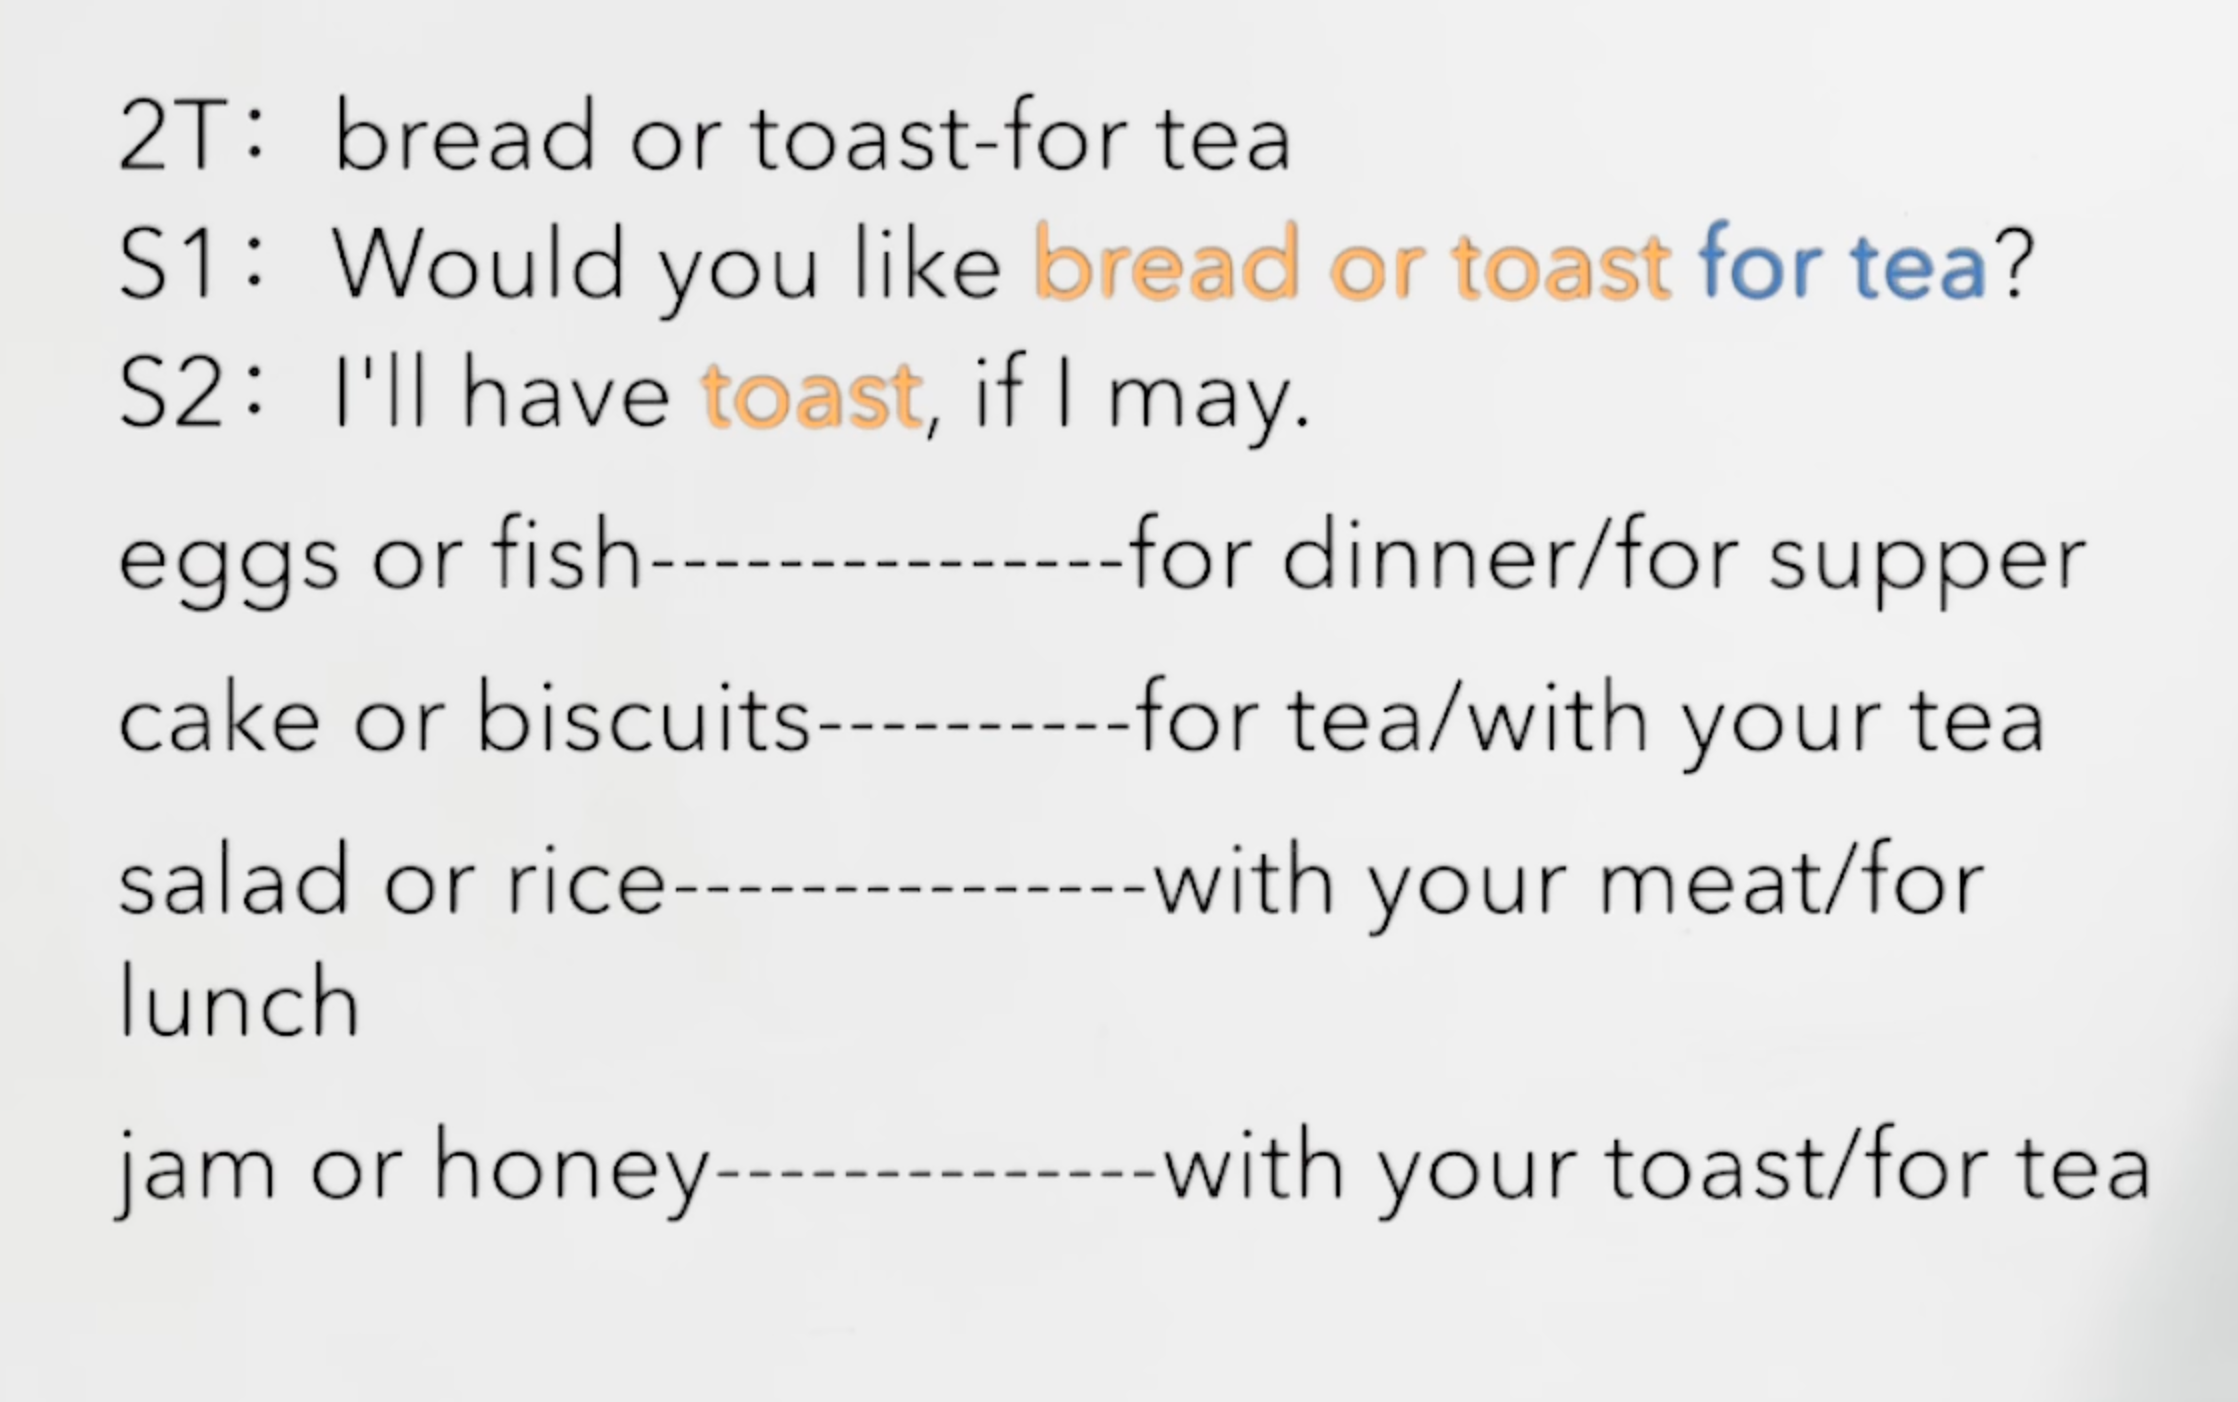 2T: bread or toast-for tea
S1: Would you like bread or toast for tea?
S2: I'll have toast, if I may.
eggs or fish---------------for dinner/for supper
cake or biscuits----------for tea/with your tea
salad or rice---------------with your meat/for
lunch
jam or honey--------------with your toast/for tea